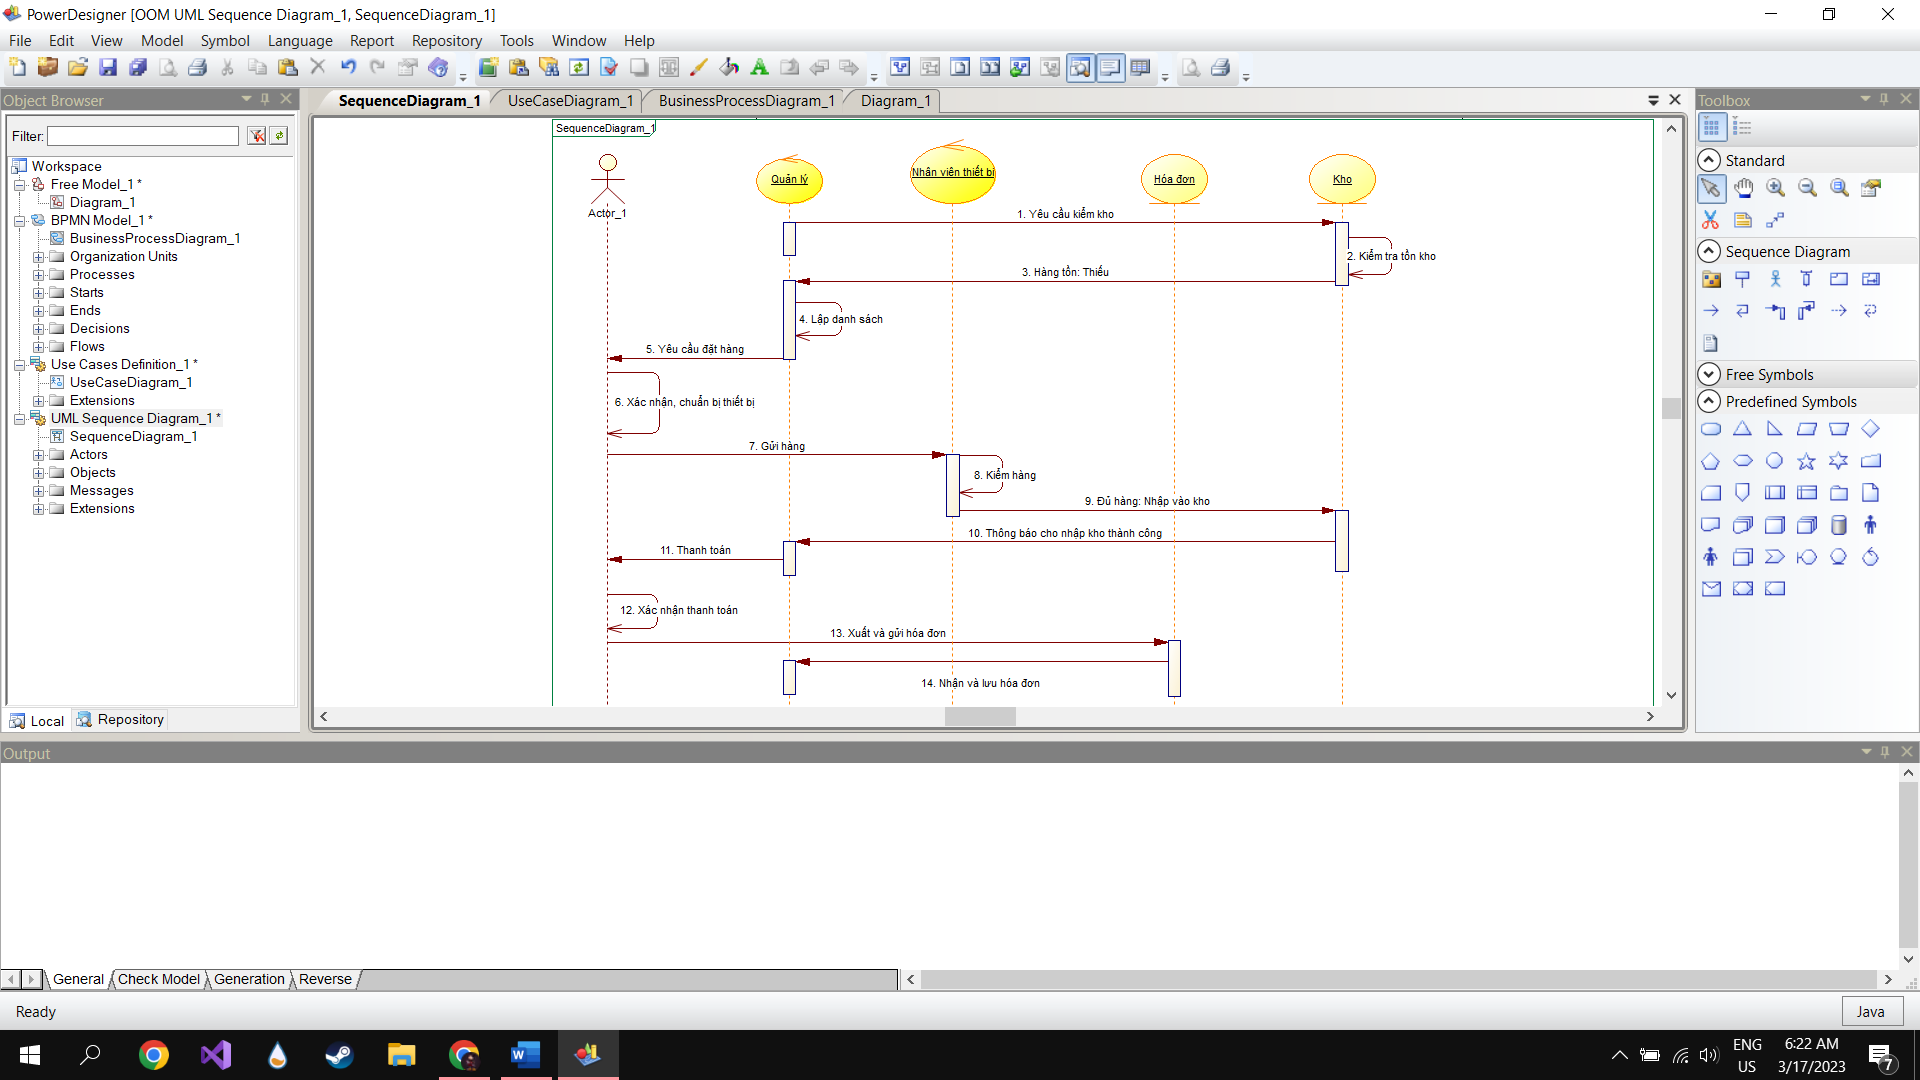 PowerDesigner [OOM UML Sequence Diagram_1, SequenceDiagram_1]
File Edit View Model Symbol Language Report Repository Tools Window Help
Object Browser
Filter:
Workspace
Free Model_1 *
Diagram_1
BPMN Model_1 *
BusinessProcessDiagram_1
Organization Units
Processes
Starts
Ends
Decisions
Flows
Use Cases Definition_1 *
UseCaseDiagram_1
Extensions
UML Sequence Diagram_1 *
SequenceDiagram_1
Actors
Objects
Messages
Extensions
Local Repository
SequenceDiagram_1 UseCaseDiagram_1 BusinessProcessDiagram_1 Diagram_1
SequenceDiagram_1
Actor_1
Quản lý
Nhân viên thiết bị
Hóa đơn
Kho
1. Yêu cầu kiểm kho
2. Kiểm tra tồn kho
3. Hàng tồn: Thiếu
4. Lập danh sách
5. Yêu cầu đặt hàng
6. Xác nhận, chuẩn bị thiết bị
7. Gửi hàng
8. Kiểm hàng
9. Đủ hàng: Nhập vào kho
10. Thông báo cho nhập kho thành công
11. Thanh toán
12. Xác nhận thanh toán
13. Xuất và gửi hóa đơn
14. Nhận và lưu hóa đơn
Toolbox
Standard
Sequence Diagram
Free Symbols
Predefined Symbols
Output
General Check Model Generation Reverse
Ready
Java
ENG
US
6:22 AM
3/17/2023
7